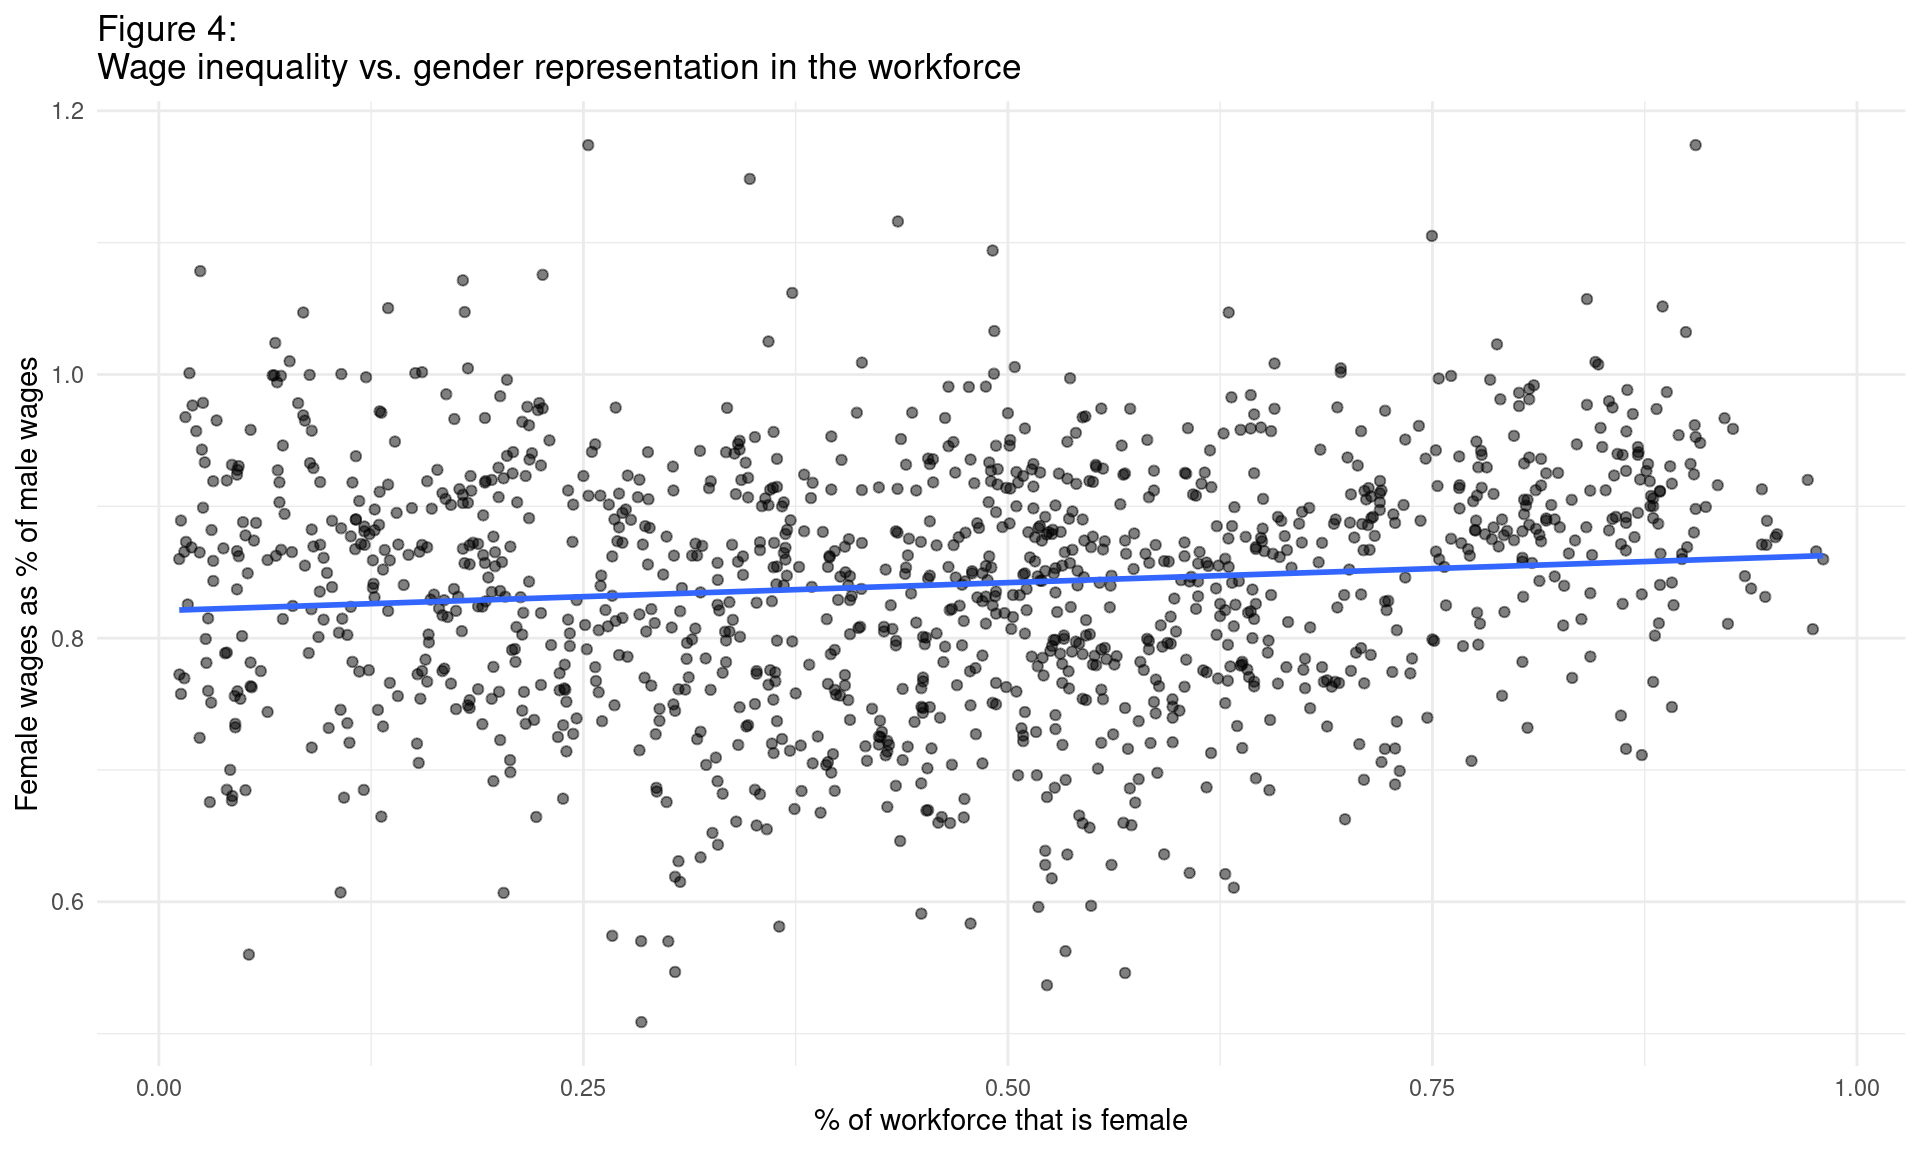 Figure 4:
Wage inequality vs. gender representation in the workforce
Female wages as % of male wages
1.2
1.0
0.8
0.6
0.00
0.25
0.50
0.75
1.00
% of workforce that is female